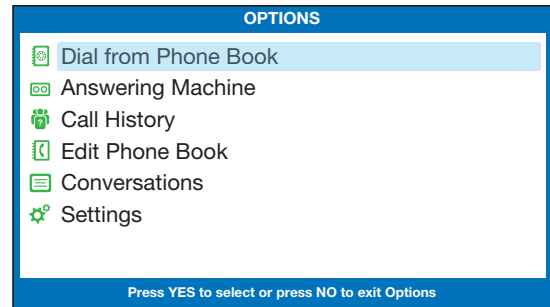 OPTIONS
Dial from Phone Book
Answering Machine
Call History
Edit Phone Book
Conversations
Settings
Press YES to select or press NO to exit Options